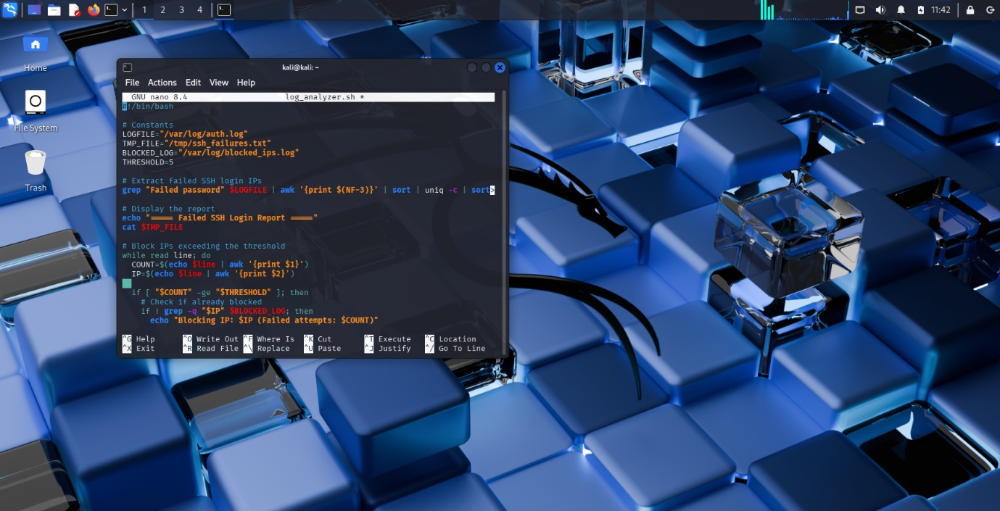 1 2 3 4
11:42
Home
File System
Trash
kali@kali: ~
File Actions Edit View Help
GNU nano 8.4 log_analyzer.sh *
#!/bin/bash
# Constants
LOGFILE="/var/log/auth.log"
TMP_FILE="/tmp/ssh_failures.txt"
BLOCKED_LOG="/var/log/blocked_ips.log"
THRESHOLD=5
# Extract failed SSH login IPs
grep "Failed password" $LOGFILE | awk '{print $(NF-3)}' | sort | uniq -c | sort>
# Display the report
echo "===== Failed SSH Login Report ====="
cat $TMP_FILE
# Block IPs exceeding the threshold
while read line; do
  COUNT=$(echo $line | awk '{print $1}')
  IP=$(echo $line | awk '{print $2}')
  if [ "$COUNT" -ge "$THRESHOLD" ]; then
    # Check if already blocked
    if ! grep -q "$IP" $BLOCKED_LOG; then
      echo "Blocking IP: $IP (Failed attempts: $COUNT)"
^G Help ^O Write Out ^F Where Is ^K Cut ^T Execute ^C Location
^X Exit ^R Read File ^\ Replace ^U Paste ^J Justify ^/ Go To Line